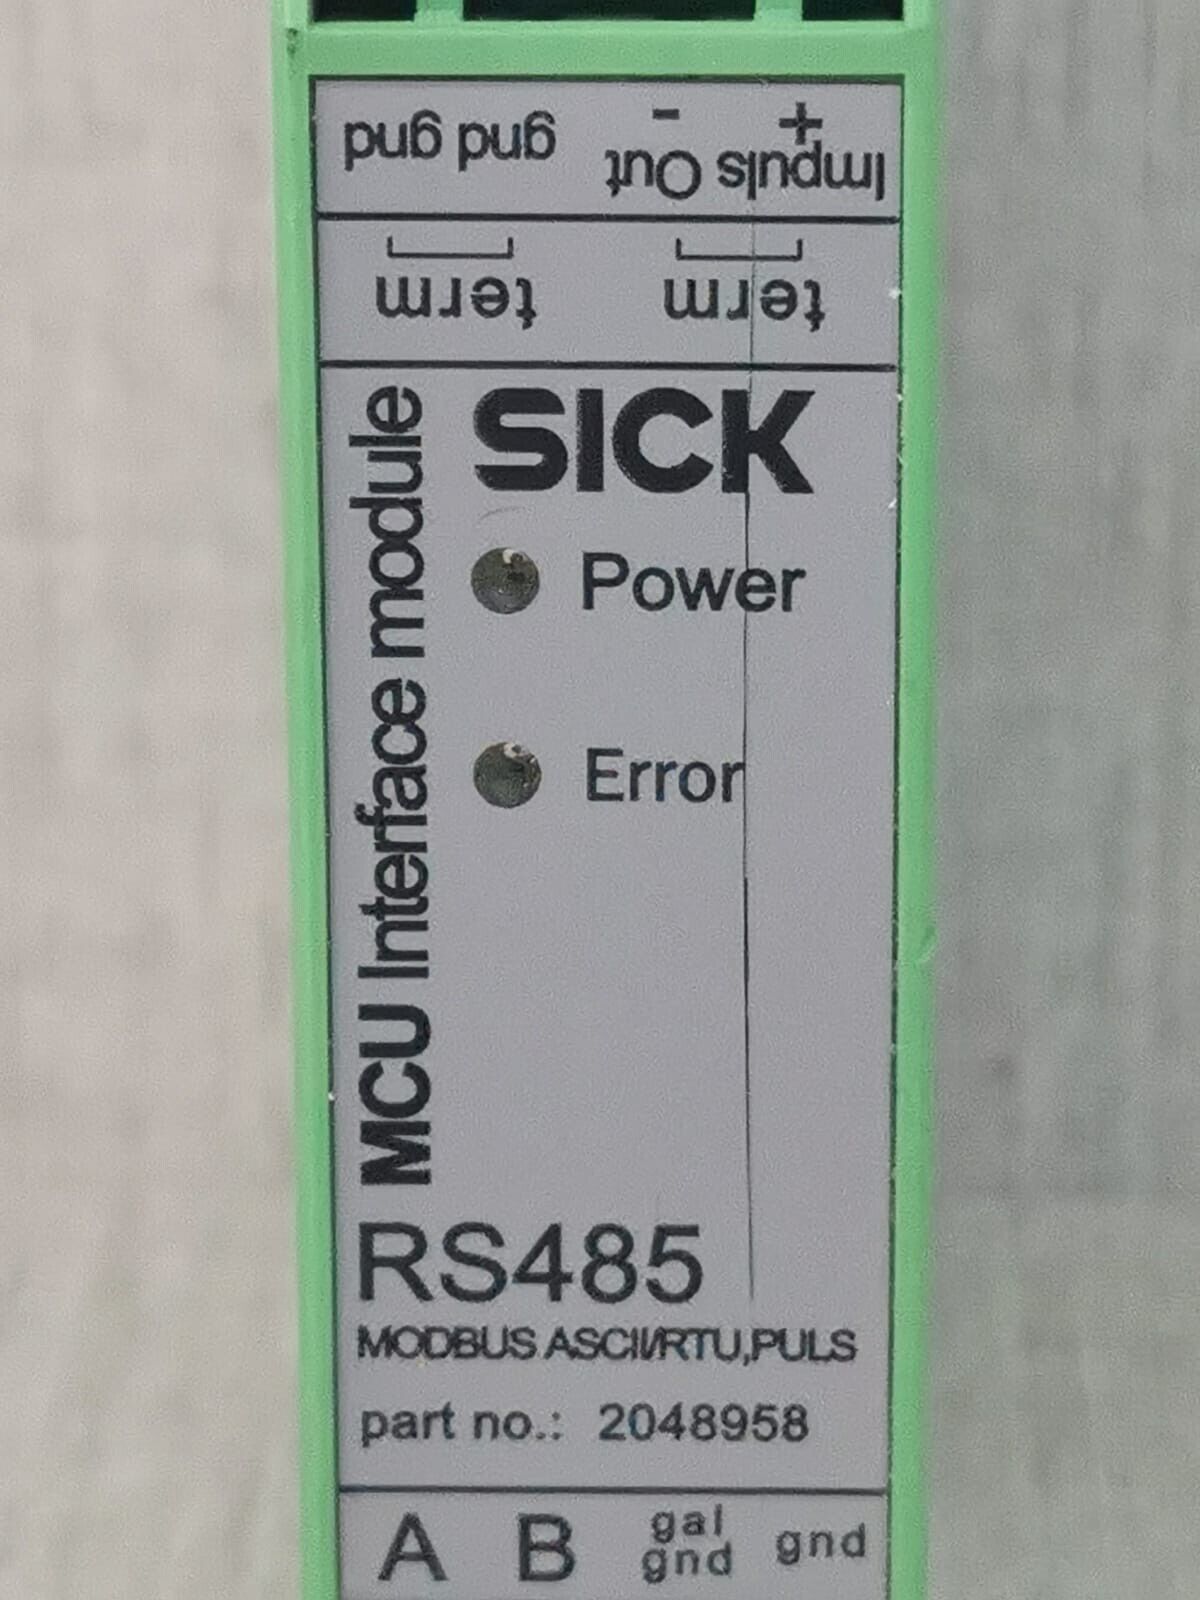 gnd gnd
- +
Impuls Out
term term
SICK
Power
Error
MCU Interface module
RS485
MODBUS ASCII/RTU,PULS
part no.: 2048958
A B gal gnd gnd